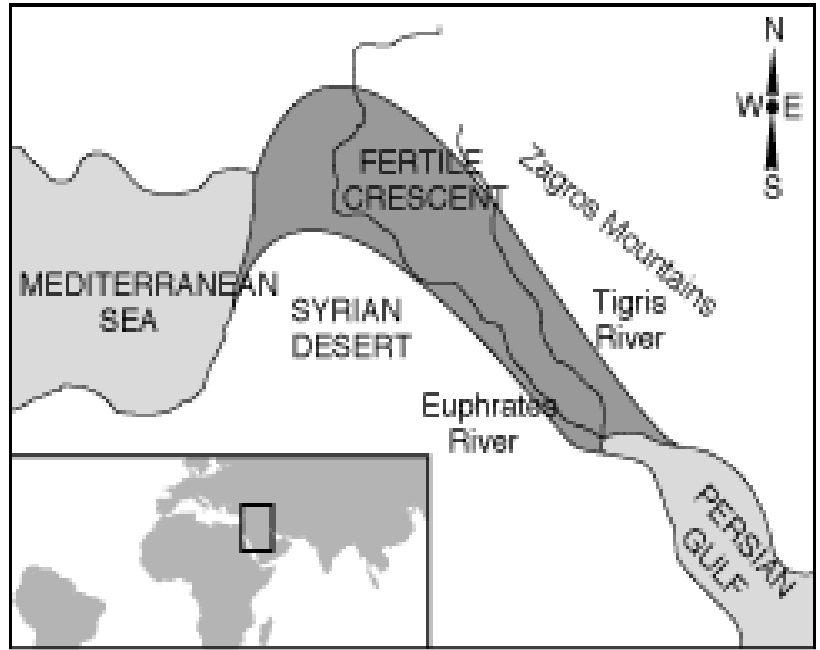 N
W E
S
FERTILE
CRESCENT
Zagros Mountains
MEDITERRANEAN
SEA
SYRIAN
DESERT
Tigris
River
Euphrates
River
PERSIAN
GULF